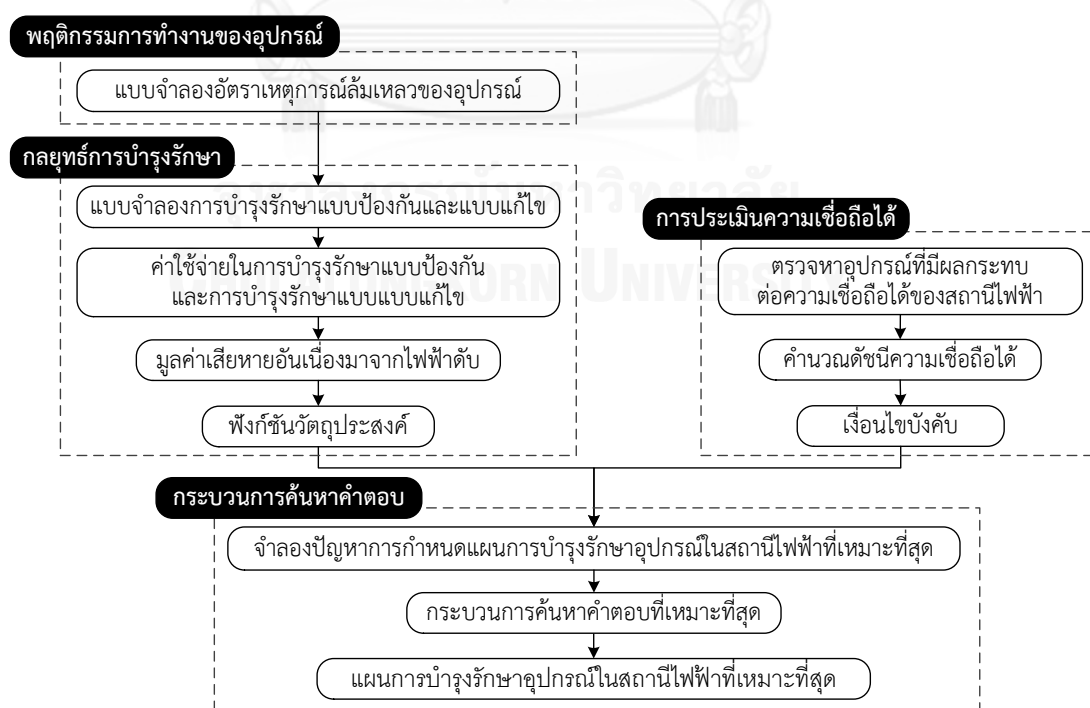 พฤติกรรมการทำงานของอุปกรณ์
แบบจำลองอัตราเหตุการณ์ล้มเหลวของอุปกรณ์
กลยุทธ์การบำรุงรักษา
แบบจำลองการบำรุงรักษาแบบป้องกันและแบบแก้ไข
ค่าใช้จ่ายในการบำรุงรักษาแบบป้องกัน
และการบำรุงรักษาแบบแบบแก้ไข
มูลค่าเสียหายอันเนื่องมาจากไฟฟ้าดับ
ฟังก์ชันวัตถุประสงค์
การประเมินความเชื่อถือได้
ตรวจหาอุปกรณ์ที่มีผลกระทบ
ต่อความเชื่อถือได้ของสถานีไฟฟ้า
คำนวณดัชนีความเชื่อถือได้
เงื่อนไขบังคับ
กระบวนการค้นหาคำตอบ
จำลองปัญหาการกำหนดแผนการบำรุงรักษาอุปกรณ์ในสถานีไฟฟ้าที่เหมาะที่สุด
กระบวนการค้นหาคำตอบที่เหมาะที่สุด
แผนการบำรุงรักษาอุปกรณ์ในสถานีไฟฟ้าที่เหมาะที่สุด